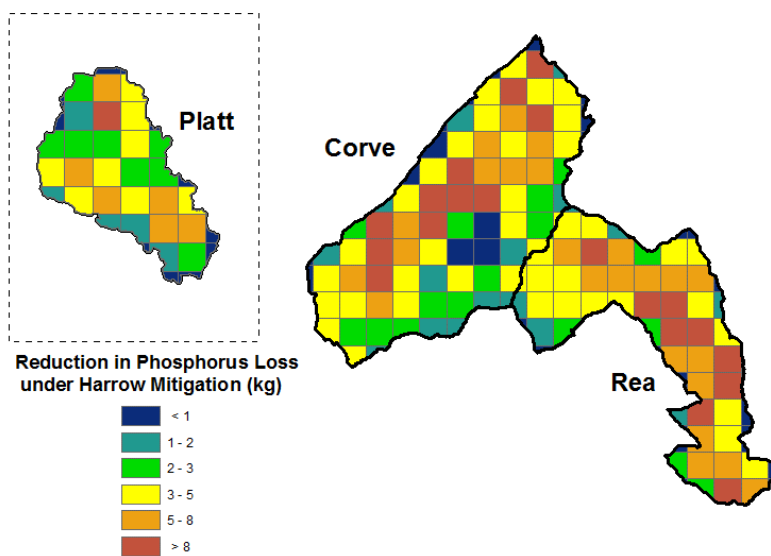 Platt
Corve
Rea
Reduction in Phosphorus Loss
under Harrow Mitigation (kg)
< 1
1 - 2
2 - 3
3 - 5
5 - 8
> 8